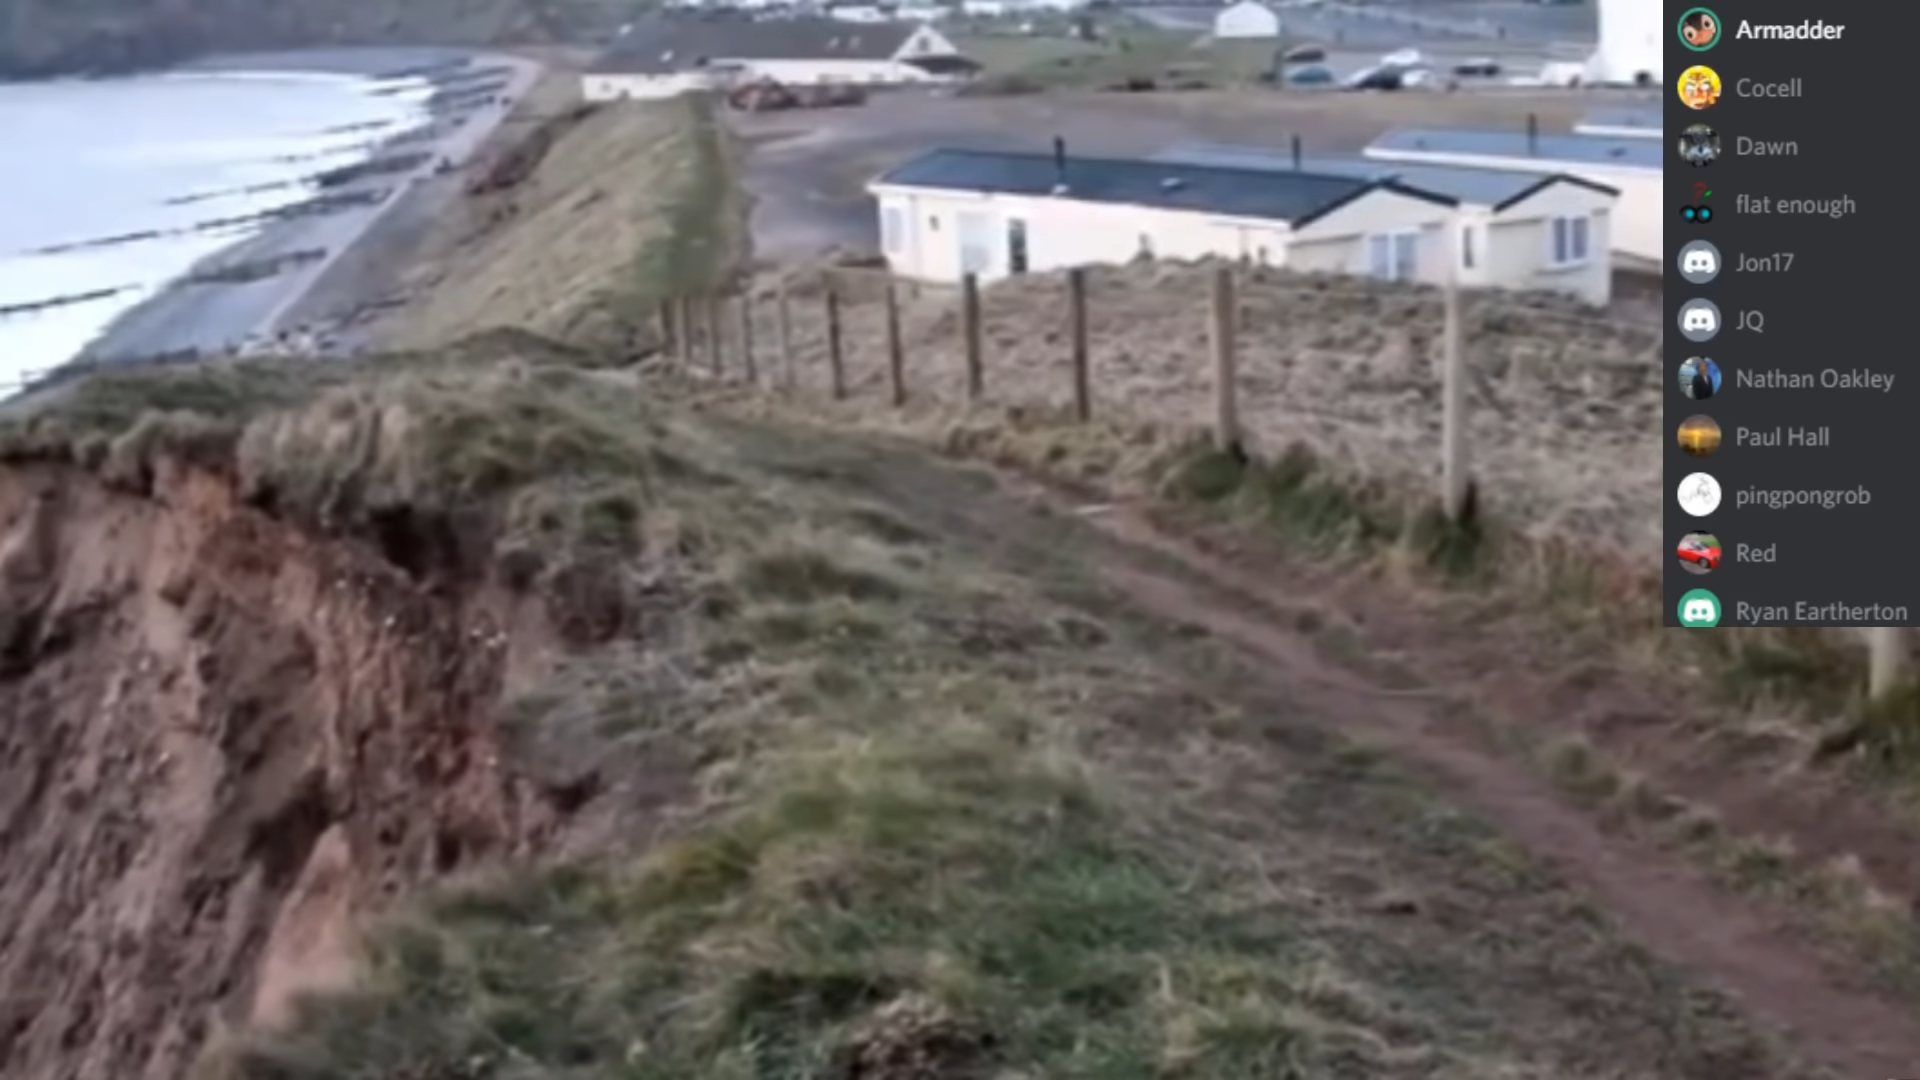 Armadder
Cocell
Dawn
flat enough
Jon17
JQ
Nathan Oakley
Paul Hall
pingpongrob
Red
Ryan Eartherton